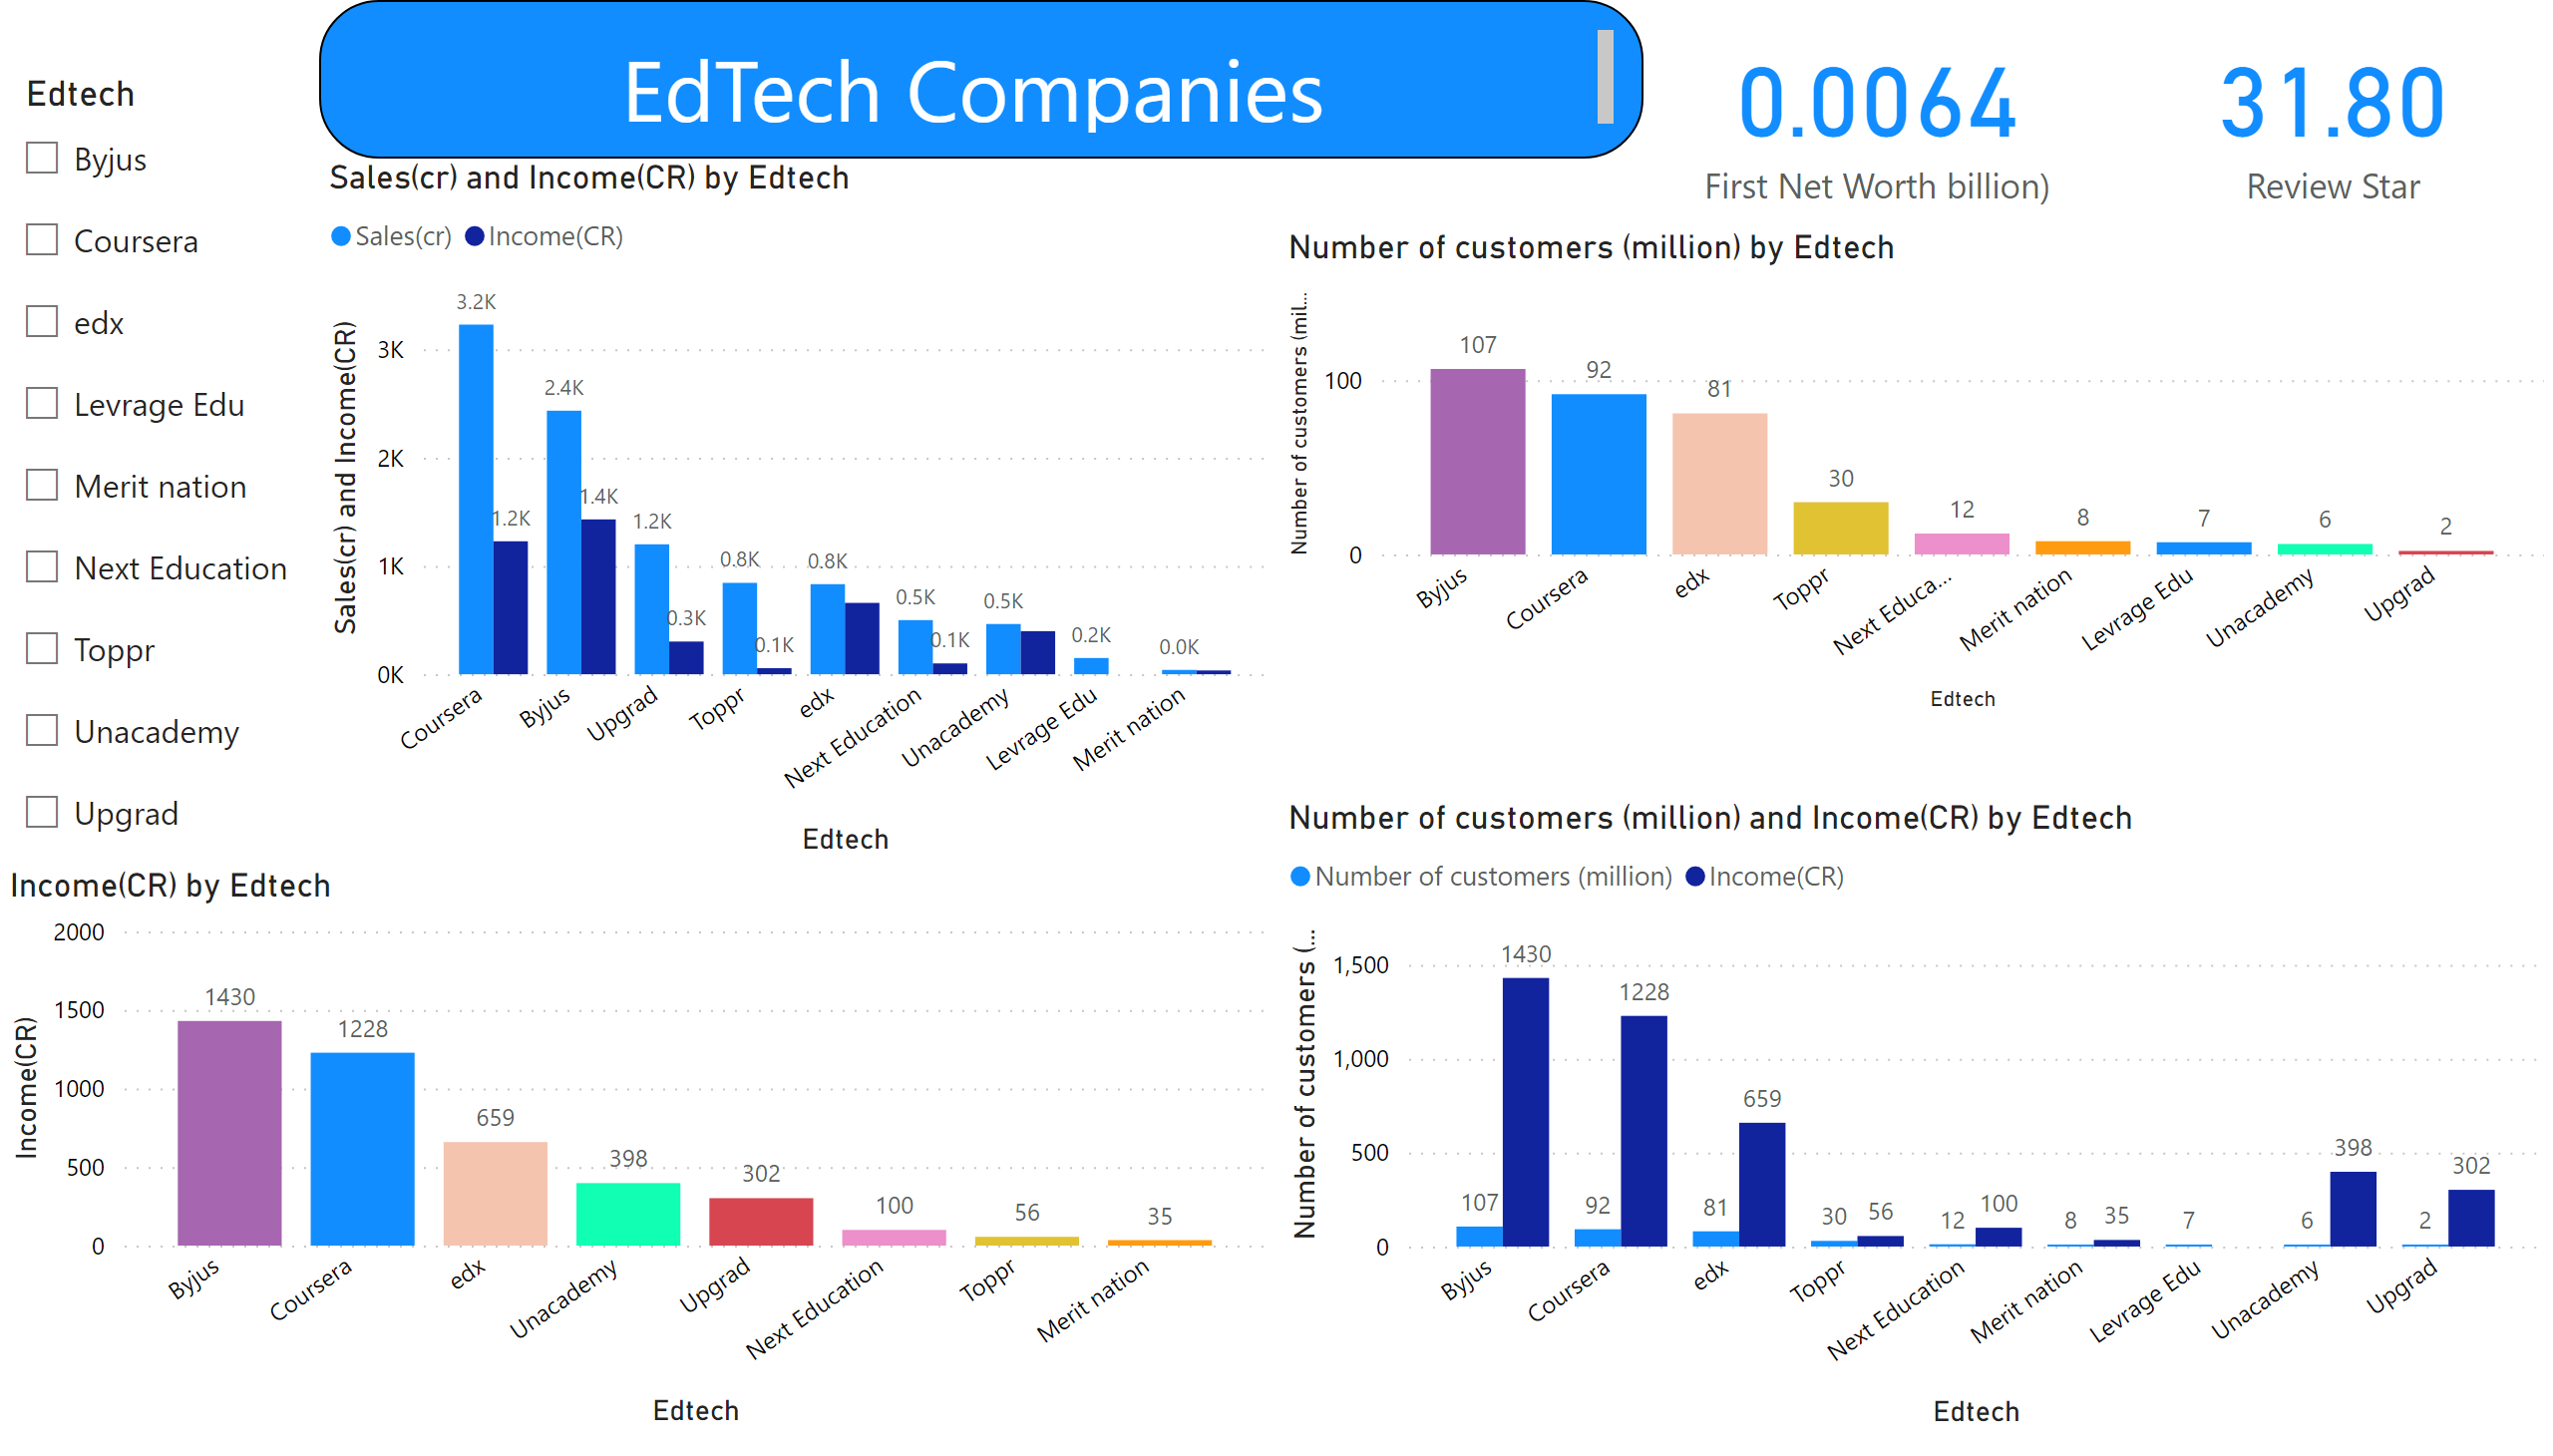 EdTech Companies
0.0064
First Net Worth billion)
31.80
Review Star
Edtech
Byjus
Coursera
edx
Levrage Edu
Merit nation
Next Education
Toppr
Unacademy
Upgrad
Sales(cr) and Income(CR) by Edtech
Sales(cr) Income(CR)
Sales(cr) and Income(CR)
3K
2K
1K
0K
3.2K
1.2K
2.4K
1.4K
1.2K
0.3K
0.8K
0.1K
0.8K
0.5K
0.1K
0.5K
0.2K
0.0K
Coursera
Byjus
Upgrad
Toppr
edx
Next Education
Unacademy
Levrage Edu
Merit nation
Edtech
Number of customers (million) by Edtech
Number of customers (mil...
100
0
107
92
81
30
12
8
7
6
2
Byjus
Coursera
edx
Toppr
Next Educa...
Merit nation
Levrage Edu
Unacademy
Upgrad
Edtech
Income(CR) by Edtech
Income(CR)
2000
1500
1000
500
0
1430
1228
659
398
302
100
56
35
Byjus
Coursera
edx
Unacademy
Upgrad
Next Education
Toppr
Merit nation
Edtech
Number of customers (million) and Income(CR) by Edtech
Number of customers (million) Income(CR)
Number of customers (...
1,500
1,000
500
0
107
1430
92
1228
81
659
30
56
12
100
8
35
7
6
398
2
302
Byjus
Coursera
edx
Toppr
Next Education
Merit nation
Levrage Edu
Unacademy
Upgrad
Edtech